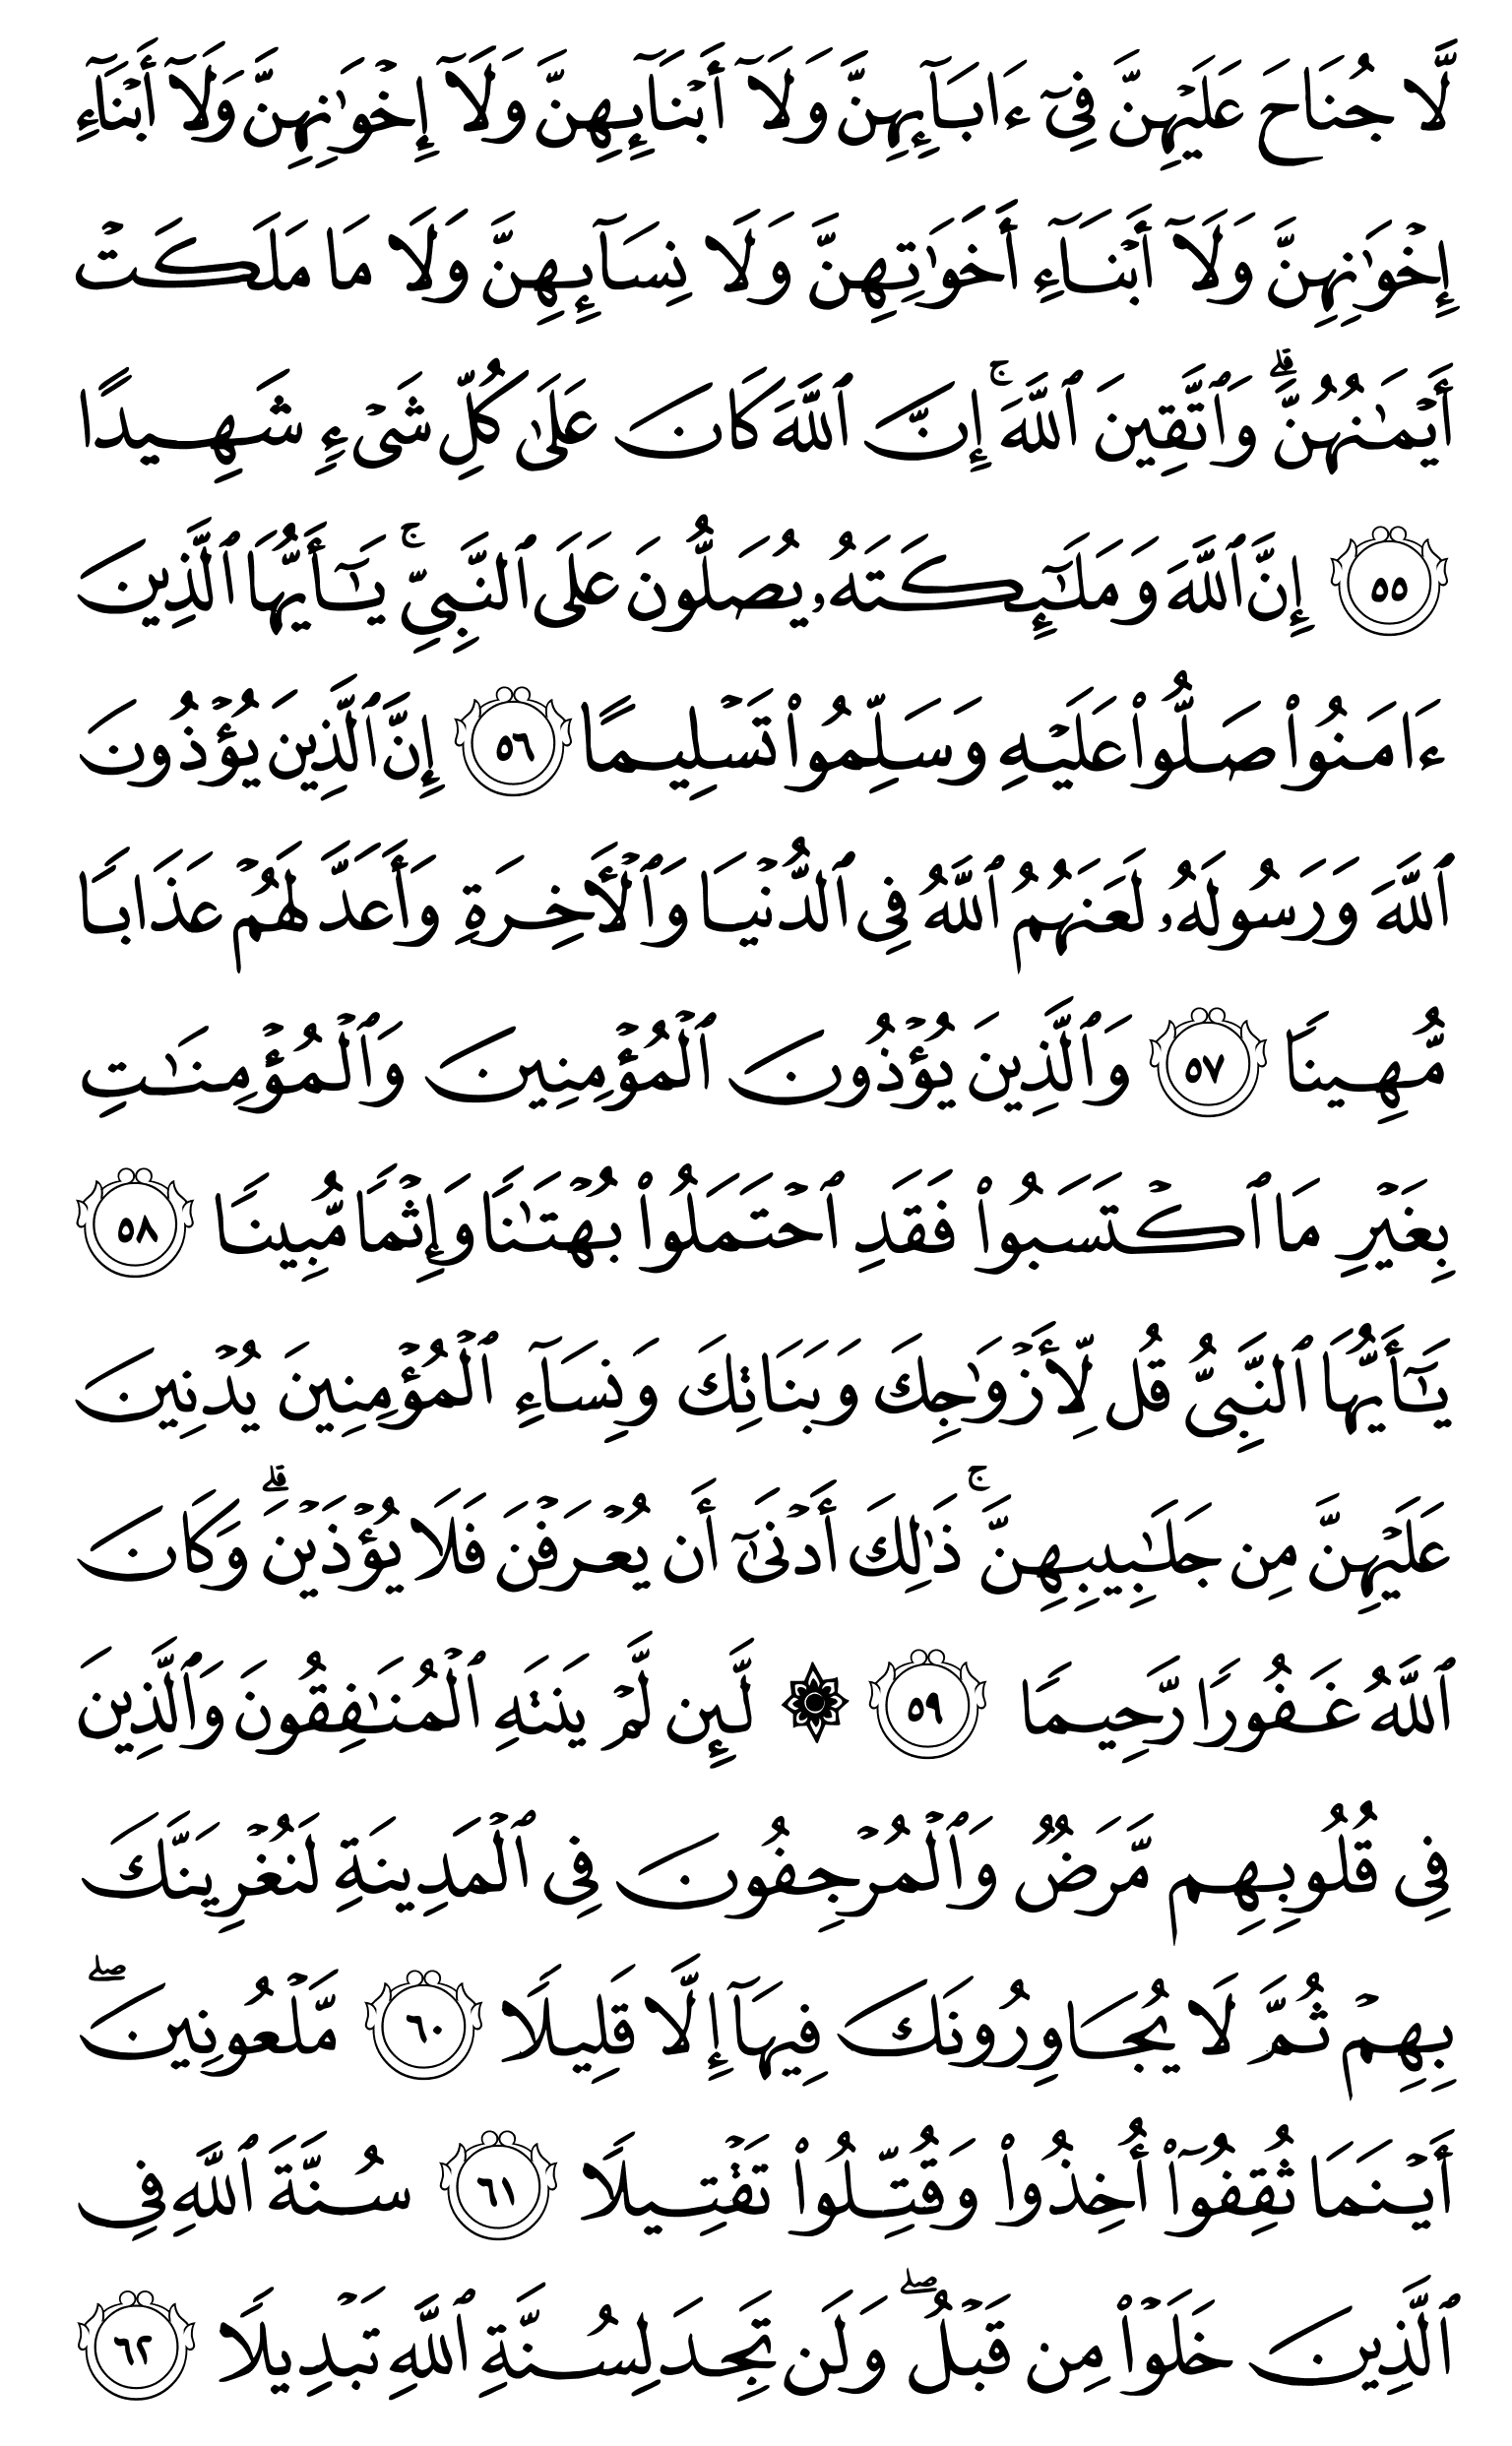 لَّا جُنَاحَ عَلَيْهِنَّ فِىٓ ءَابَآئِهِنَّ وَلَآ أَبْنَآئِهِنَّ وَلَآ إِخْوَٰنِهِنَّ وَلَآ أَبْنَآءِ
إِخْوَٰنِهِنَّ وَلَآ أَبْنَآءِ أَخَوَٰتِهِنَّ وَلَا نِسَآئِهِنَّ وَلَا مَا مَلَكَتْ
أَيْمَـٰنُهُنَّ ۗ وَٱتَّقِينَ ٱللَّهَ ۚ إِنَّ ٱللَّهَ كَانَ عَلَىٰ كُلِّ شَىْءٍ شَهِيدًا
٥٥ إِنَّ ٱللَّهَ وَمَلَـٰٓئِكَتَهُۥ يُصَلُّونَ عَلَى ٱلنَّبِىِّ ۚ يَـٰٓأَيُّهَا ٱلَّذِينَ
ءَامَنُوا۟ صَلُّوا۟ عَلَيْهِ وَسَلِّمُوا۟ تَسْلِيمًا ٥٦ إِنَّ ٱلَّذِينَ يُؤْذُونَ
ٱللَّهَ وَرَسُولَهُۥ لَعَنَهُمُ ٱللَّهُ فِى ٱلدُّنْيَا وَٱلْـَٔاخِرَةِ وَأَعَدَّ لَهُمْ عَذَابًا
مُّهِينًا ٥٧ وَٱلَّذِينَ يُؤْذُونَ ٱلْمُؤْمِنِينَ وَٱلْمُؤْمِنَـٰتِ
بِغَيْرِ مَا ٱكْتَسَبُوا۟ فَقَدِ ٱحْتَمَلُوا۟ بُهْتَـٰنًا وَإِثْمًا مُّبِينًا ٥٨
يَـٰٓأَيُّهَا ٱلنَّبِىُّ قُل لِّأَزْوَٰجِكَ وَبَنَاتِكَ وَنِسَآءِ ٱلْمُؤْمِنِينَ يُدْنِينَ
عَلَيْهِنَّ مِن جَلَـٰبِيبِهِنَّ ۚ ذَٰلِكَ أَدْنَىٰٓ أَن يُعْرَفْنَ فَلَا يُؤْذَيْنَ ۗ وَكَانَ
ٱللَّهُ غَفُورًا رَّحِيمًا ٥٩ ۞ لَّئِن لَّمْ يَنتَهِ ٱلْمُنَـٰفِقُونَ وَٱلَّذِينَ
فِى قُلُوبِهِم مَّرَضٌ وَٱلْمُرْجِفُونَ فِى ٱلْمَدِينَةِ لَنُغْرِيَنَّكَ
بِهِمْ ثُمَّ لَا يُجَاوِرُونَكَ فِيهَآ إِلَّا قَلِيلًا ٦٠ مَّلْعُونِينَ ۖ
أَيْنَمَا ثُقِفُوٓا۟ أُخِذُوا۟ وَقُتِّلُوا۟ تَقْتِيلًا ٦١ سُنَّةَ ٱللَّهِ فِى
ٱلَّذِينَ خَلَوْا۟ مِن قَبْلُ ۖ وَلَن تَجِدَ لِسُنَّةِ ٱللَّهِ تَبْدِيلًا ٦٢